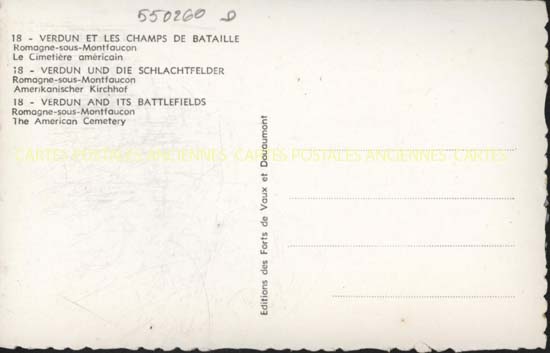 550260 D
18 - VERDUN ET LES CHAMPS DE BATAILLE
Romagne-sous-Montfaucon
Le Cimetière américain
18 - VERDUN UND DIE SCHLACHTFELDER
Romagne-sous-Montfaucon
Amerikanischer Kirchhof
18 - VERDUN AND ITS BATTLEFIELDS
Romagne-sous-Montfaucon
The American Cemetery
CARTES POSTALES ANCIENNES CARTES POSTALES ANCIENNES CARTES
Editions des Forts de Vaux et Douaumont